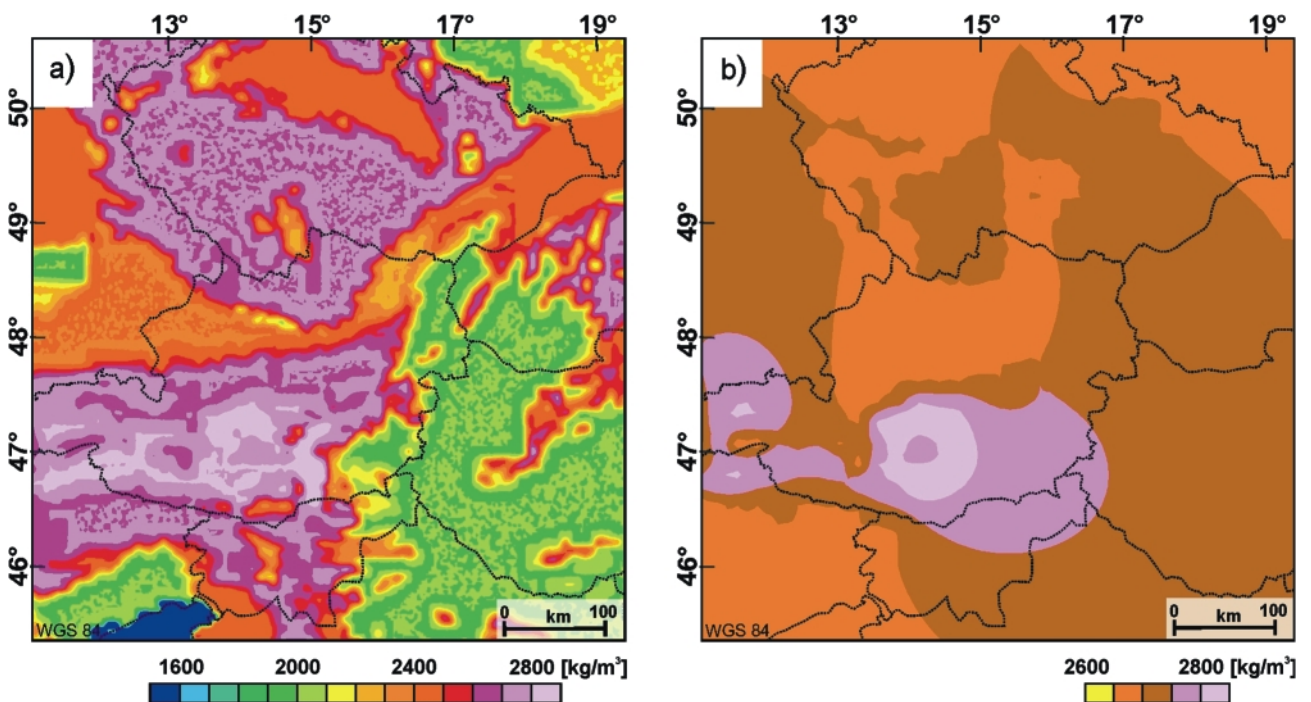 13° 15° 17° 19° 13° 15° 17° 19°
a) b)
50° 50°
49° 49°
48° 48°
47° 47°
46° 46°
0 km 100 0 km 100
WGS 84 WGS 84
1600 2000 2400 2800 [kg/m³] 2600 2800 [kg/m³]